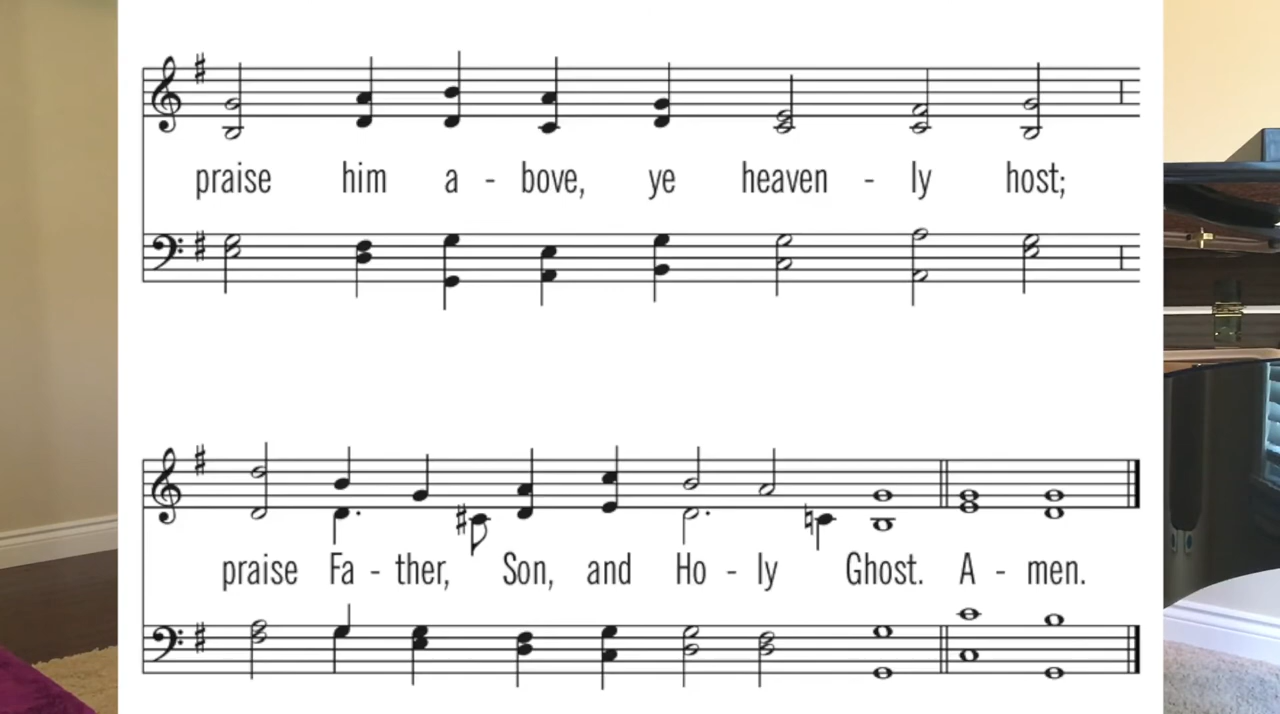 praise him a - bove, ye heaven - ly host;
praise Fa - ther, Son, and Ho - ly Ghost. A - men.